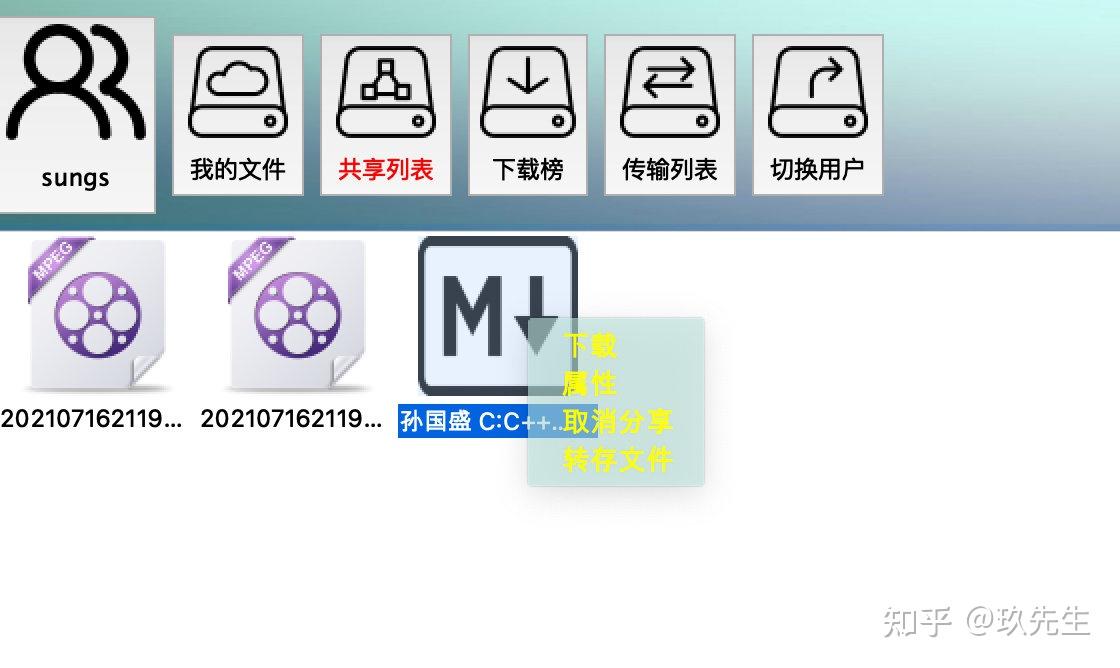 sungs
我的文件
共享列表
下载榜
传输列表
切换用户
MPEG
MPEG
M
202107162119...
202107162119...
孙国盛 C:C++...
下载
属性
取消分享
转存文件
知乎 @玖先生